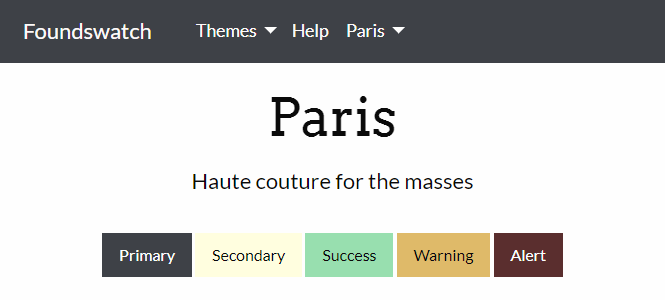 Foundswatch Themes Help Paris
Paris
Haute couture for the masses
Primary Secondary Success Warning Alert